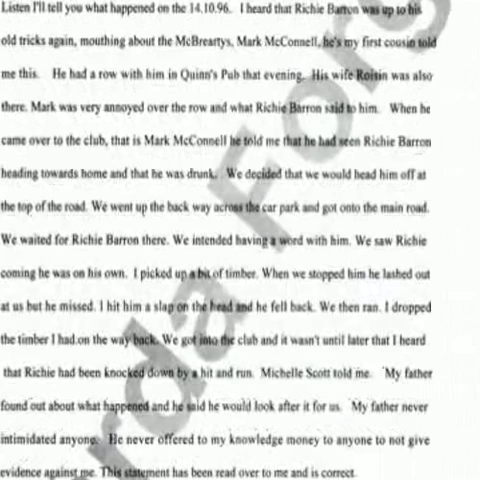 Listen I'll tell you what happened on the 14.10.96. I heard that Richie Barron was up to his
old tricks again, mouthing about the McBreartys, Mark McConnell, he's my first cousin told
me this. He had a row with him in Quinn's Pub that evening. His wife Roisin was also
there. Mark was very annoyed over the row and what Richie Barron said to him. When he
came over to the club, that is Mark McConnell he told me that he had seen Richie Barron
heading towards home and that he was drunk. We decided that we would head him off at
the top of the road. We went up the back way across the car park and got onto the main road.
We waited for Richie Barron there. We intended having a word with him. We saw Richie
coming he was on his own. I picked up a bit of timber. When we stopped him he lashed out
at us but he missed. I hit him a slap on the head and he fell back. We then ran. I dropped
the timber I had on the way back. We got into the club and it wasn't until later that I heard
that Richie had been knocked down by a hit and run. Michelle Scott told me. My father
found out about what happened and he said he would look after it for us. My father never
intimidated anyone. He never offered to my knowledge money to anyone to not give
evidence against me. This statement has been read over to me and is correct.